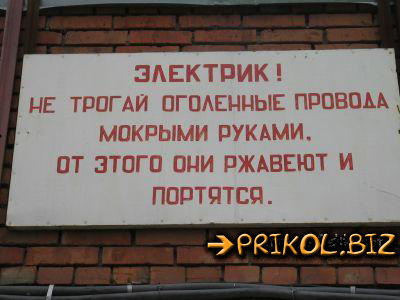 ЭЛЕКТРИК!
НЕ ТРОГАЙ ОГОЛЕННЫЕ ПРОВОДА
МОКРЫМИ РУКАМИ,
ОТ ЭТОГО ОНИ РЖАВЕЮТ И
ПОРТЯТСЯ.
PRIKOL.BIZ